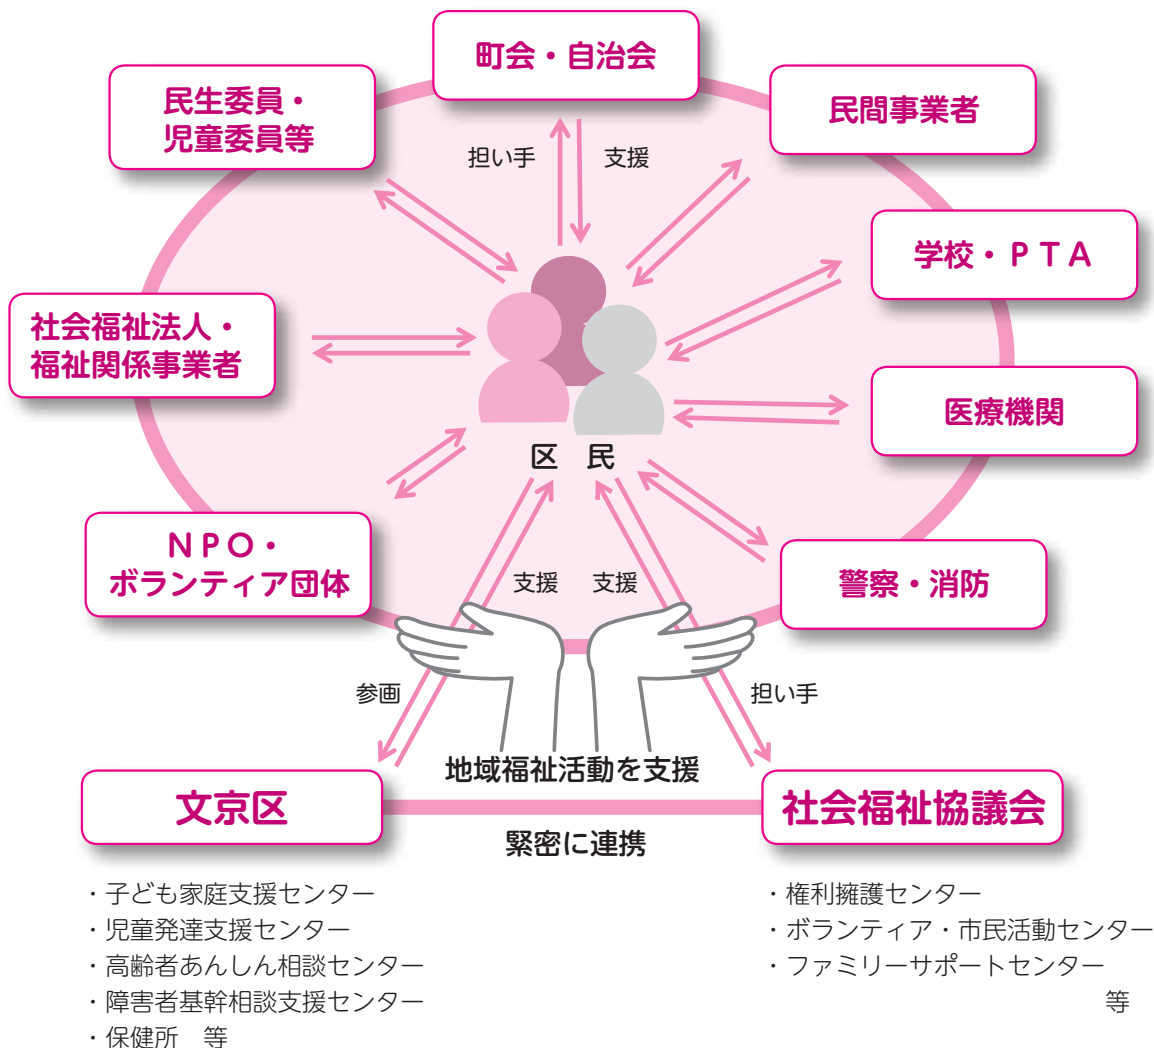 町会・自治会
民生委員・
児童委員等
民間事業者
担い手
支援
学校・ＰＴＡ
社会福祉法人・
福祉関係事業者
医療機関
区　民
ＮＰＯ・
ボランティア団体
警察・消防
支援
支援
参画
担い手
地域福祉活動を支援
文京区
社会福祉協議会
緊密に連携
・子ども家庭支援センター
・児童発達支援センター
・高齢者あんしん相談センター
・障害者基幹相談支援センター
・保健所　等
・権利擁護センター
・ボランティア・市民活動センター
・ファミリーサポートセンター
等